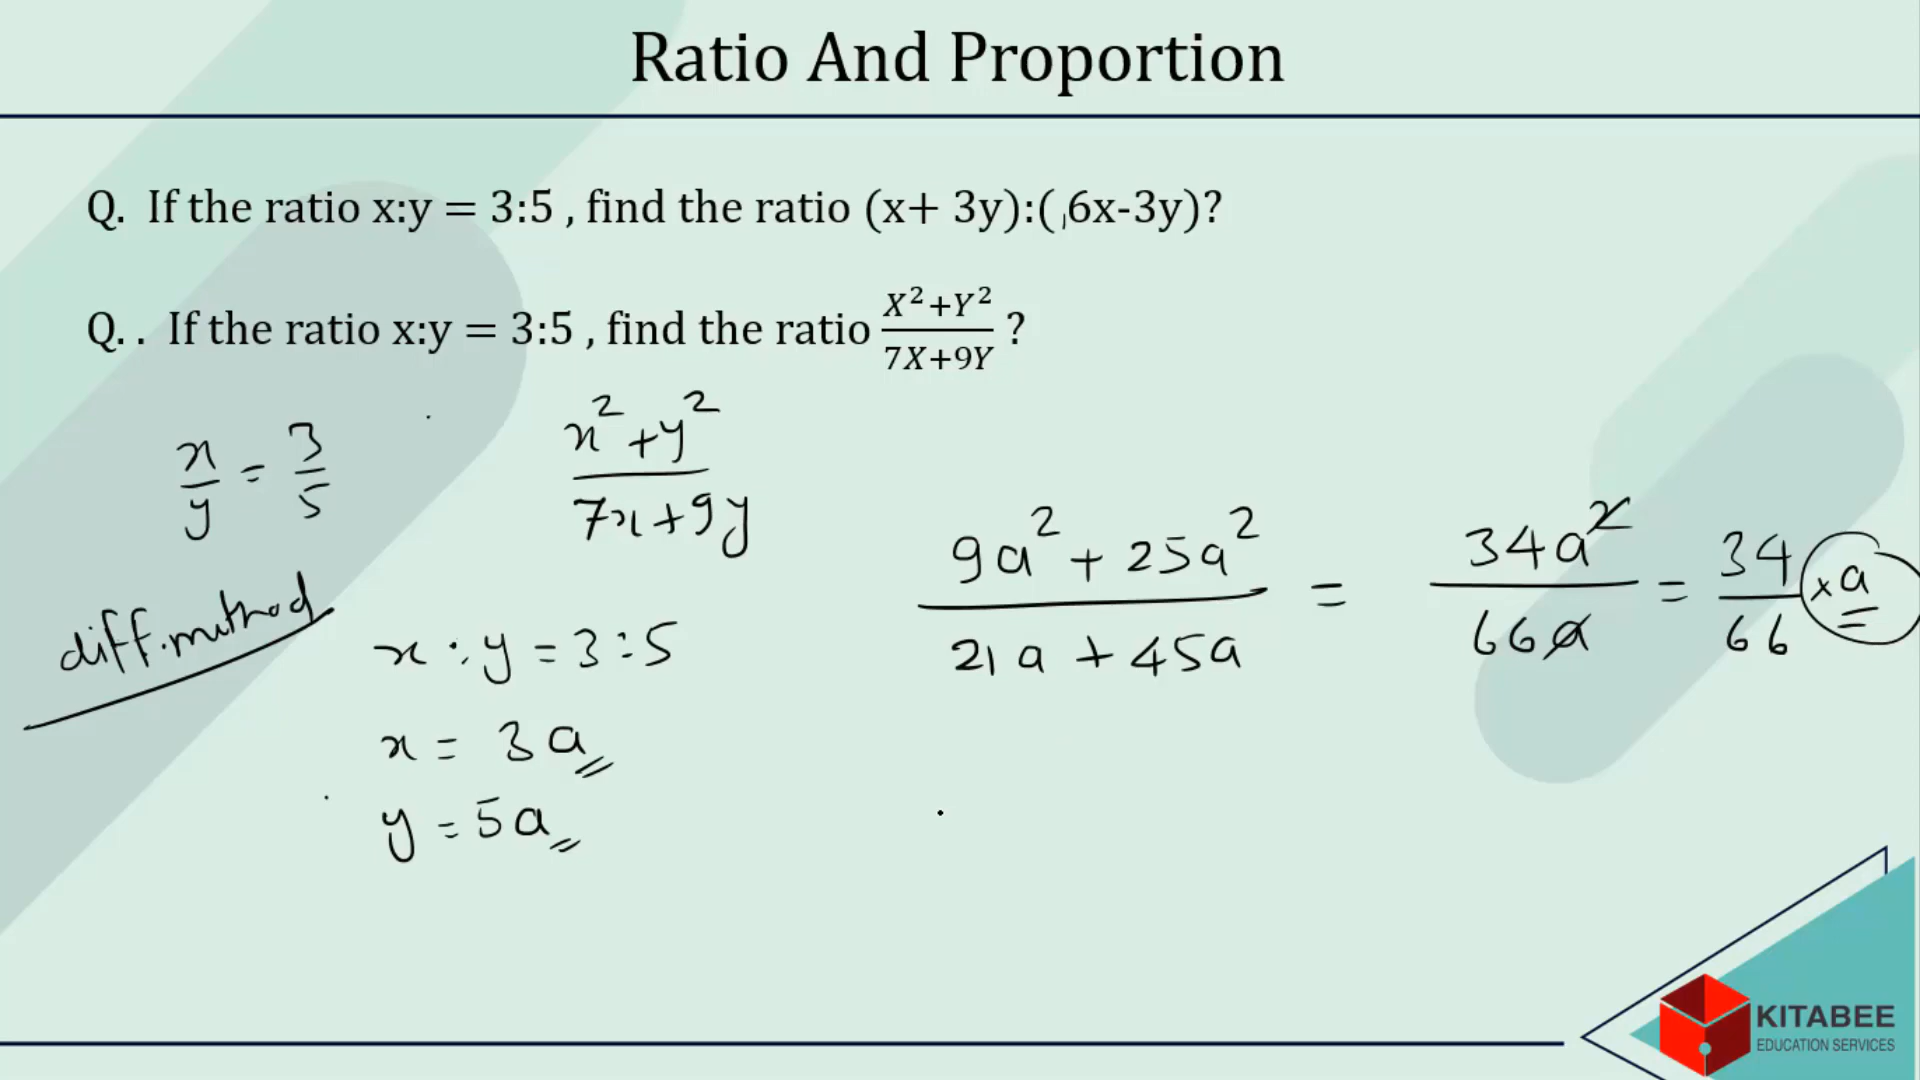 Ratio And Proportion
Q. If the ratio x:y = 3:5 , find the ratio (x+ 3y):( 6x-3y)?
Q. . If the ratio x:y = 3:5 , find the ratio (X²+Y²)/(7X+9Y) ?
x/y = 3/5
(x²+y²)/(7x+9y)
diff.method
x : y = 3 : 5
x = 3a
y = 5a
(9a² + 25a²)/(21a + 45a) = 34a²/66a = 34/66 × a
KITABEE
EDUCATION SERVICES